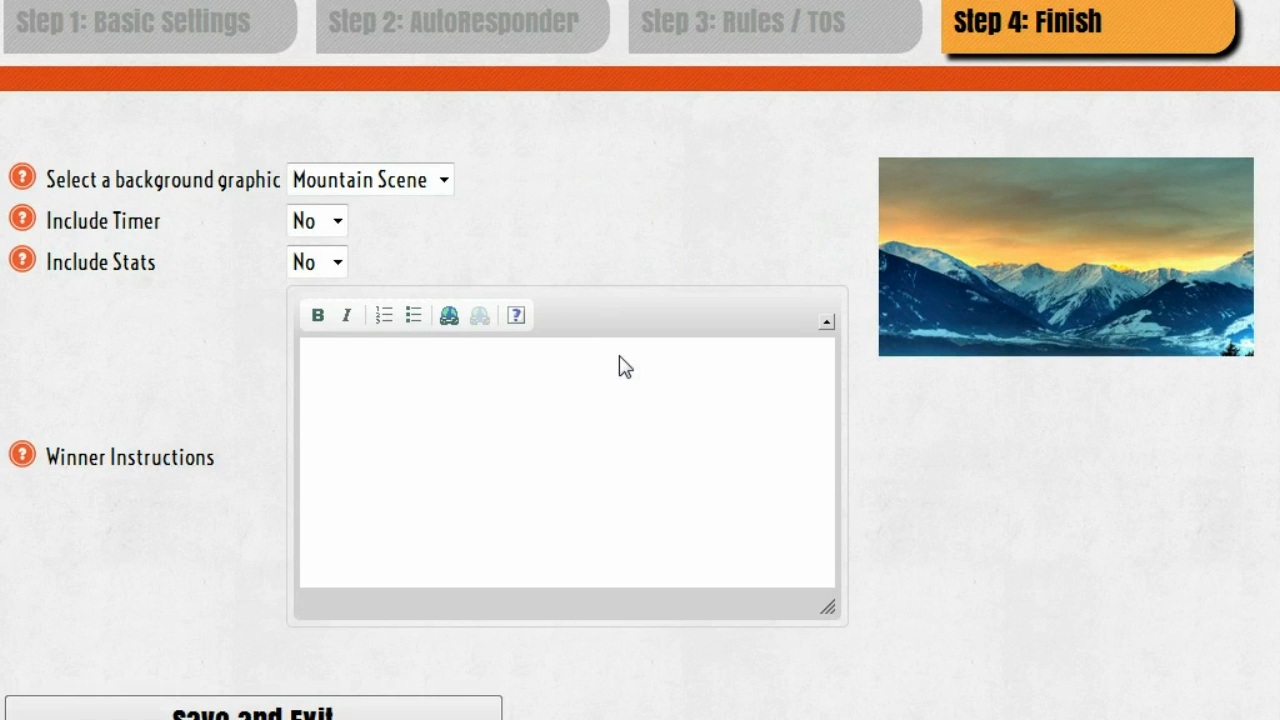 Step 1: Basic Settings
Step 2: AutoResponder
Step 3: Rules / TOS
Step 4: Finish
? Select a background graphic Mountain Scene
? Include Timer No
? Include Stats No
B I ?
? Winner Instructions
Save and Exit